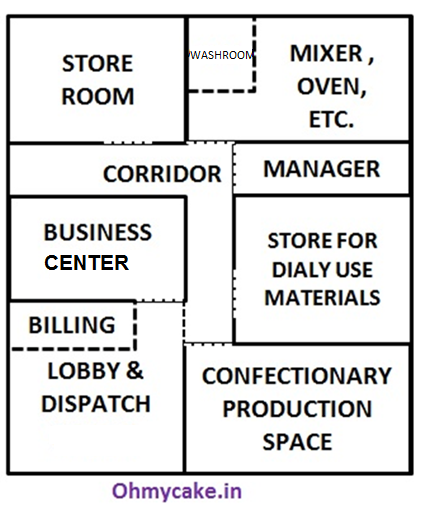 STORE
ROOM
WASHROOM
MIXER ,
OVEN,
ETC.
CORRIDOR
MANAGER
BUSINESS
CENTER
STORE FOR
DIALY USE
MATERIALS
BILLING
LOBBY &
DISPATCH
CONFECTIONARY
PRODUCTION
SPACE
Ohmycake.in